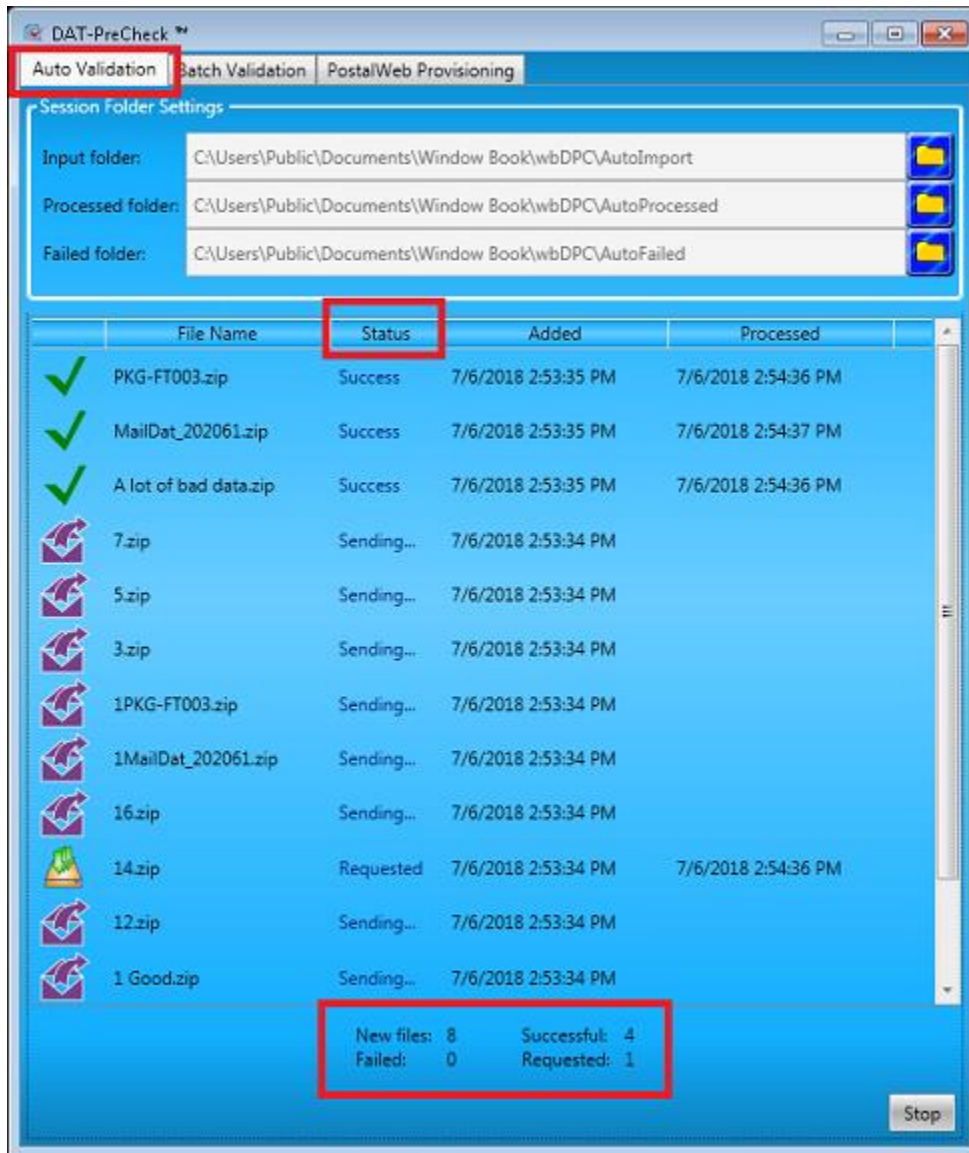 DAT-PreCheck ™
Auto Validation Batch Validation PostalWeb Provisioning
Session Folder Settings
Input folder: C:\Users\Public\Documents\Window Book\wbDPC\AutoImport
Processed folder: C:\Users\Public\Documents\Window Book\wbDPC\AutoProcessed
Failed folder: C:\Users\Public\Documents\Window Book\wbDPC\AutoFailed
File Name Status Added Processed
PKG-FT003.zip Success 7/6/2018 2:53:35 PM 7/6/2018 2:54:36 PM
MailDat_202061.zip Success 7/6/2018 2:53:35 PM 7/6/2018 2:54:37 PM
A lot of bad data.zip Success 7/6/2018 2:53:35 PM 7/6/2018 2:54:36 PM
7.zip Sending... 7/6/2018 2:53:34 PM
5.zip Sending... 7/6/2018 2:53:34 PM
3.zip Sending... 7/6/2018 2:53:34 PM
1PKG-FT003.zip Sending... 7/6/2018 2:53:34 PM
1MailDat_202061.zip Sending... 7/6/2018 2:53:34 PM
16.zip Sending... 7/6/2018 2:53:34 PM
14.zip Requested 7/6/2018 2:53:34 PM 7/6/2018 2:54:36 PM
12.zip Sending... 7/6/2018 2:53:34 PM
1 Good.zip Sending... 7/6/2018 2:53:34 PM
New files: 8 Successful: 4
Failed: 0 Requested: 1
Stop